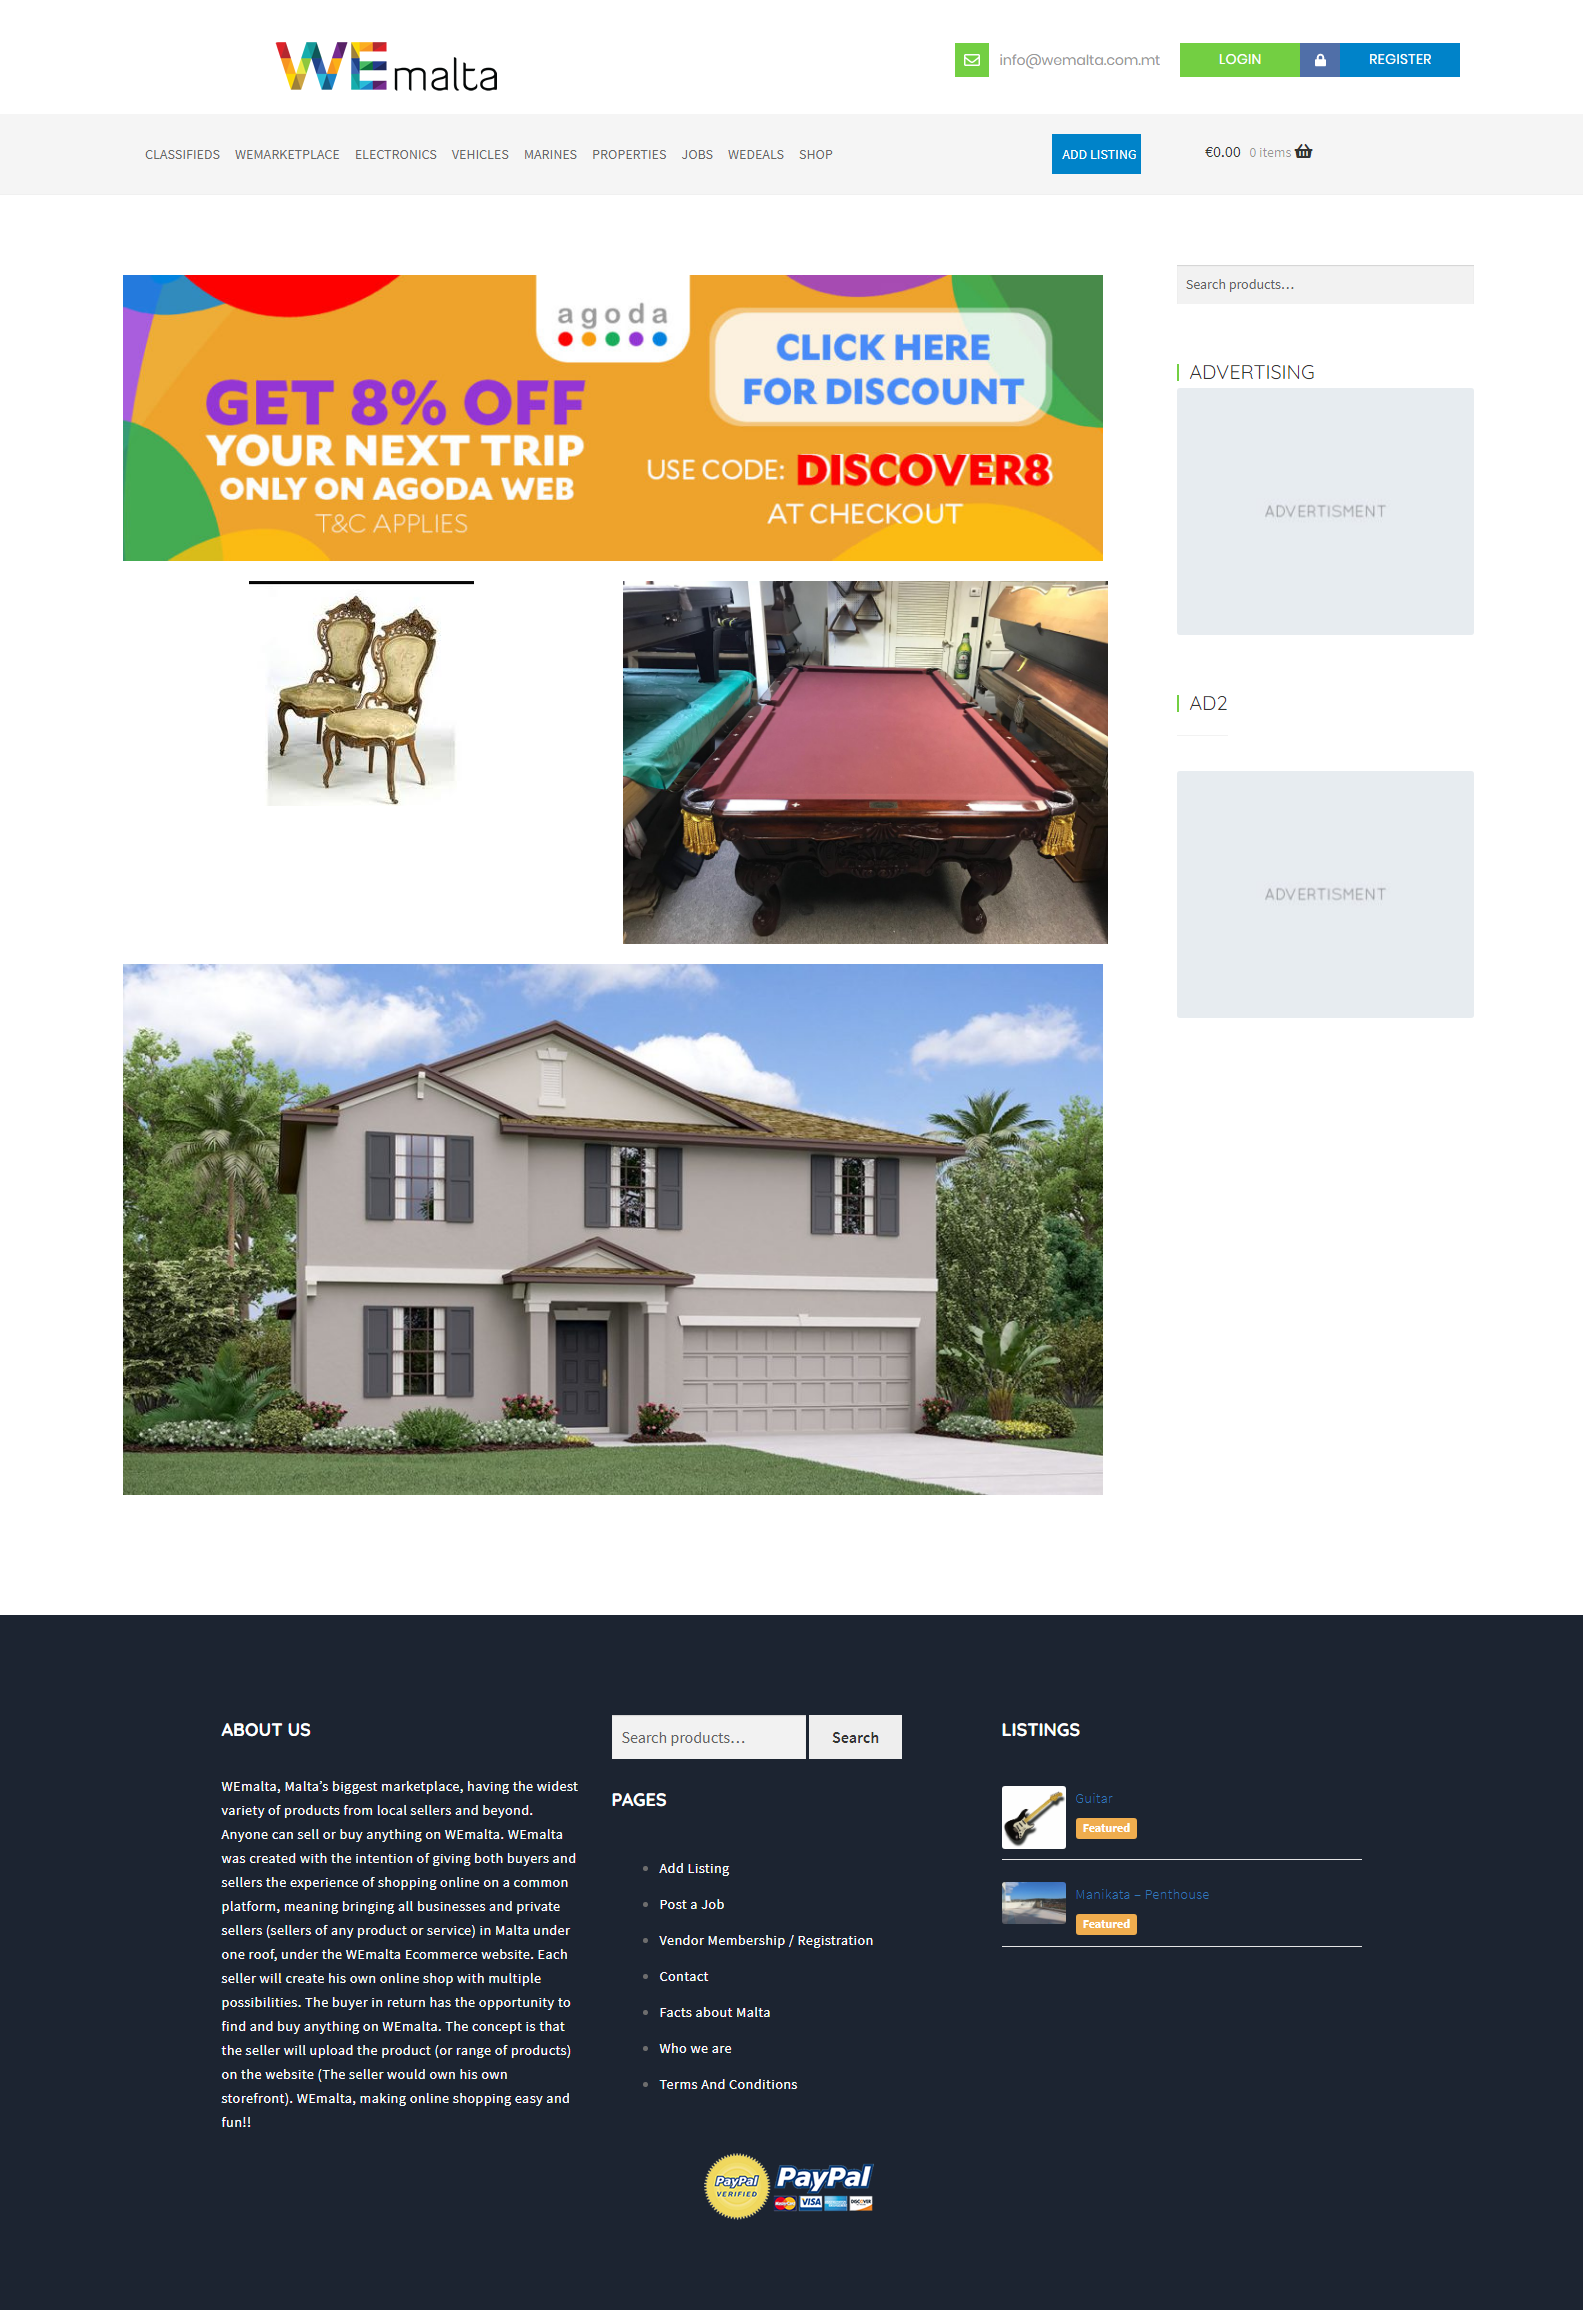 WEmalta
info@wemalta.com.mt
LOGIN
REGISTER
CLASSIFIEDS WEMARKETPLACE ELECTRONICS VEHICLES MARINES PROPERTIES JOBS WEDEALS SHOP
ADD LISTING
€0.00 0 items
agoda
GET 8% OFF
YOUR NEXT TRIP
ONLY ON AGODA WEB
T&C APPLIES
CLICK HERE
FOR DISCOUNT
USE CODE: DISCOVER8
AT CHECKOUT
Search products...
ADVERTISING
ADVERTISMENT
AD2
ADVERTISMENT
ABOUT US
WEmalta, Malta's biggest marketplace, having the widest
variety of products from local sellers and beyond.
Anyone can sell or buy anything on WEmalta. WEmalta
was created with the intention of giving both buyers and
sellers the experience of shopping online on a common
platform, meaning bringing all businesses and private
sellers (sellers of any product or service) in Malta under
one roof, under the WEmalta Ecommerce website. Each
seller will create his own online shop with multiple
possibilities. The buyer in return has the opportunity to
find and buy anything on WEmalta. The concept is that
the seller will upload the product (or range of products)
on the website (The seller would own his own
storefront). WEmalta, making online shopping easy and
fun!!
Search products...
Search
PAGES
Add Listing
Post a Job
Vendor Membership / Registration
Contact
Facts about Malta
Who we are
Terms And Conditions
LISTINGS
Guitar
Featured
Manikata – Penthouse
Featured
PayPal
VERIFIED
PayPal
MasterCard
VISA
DISCOVER